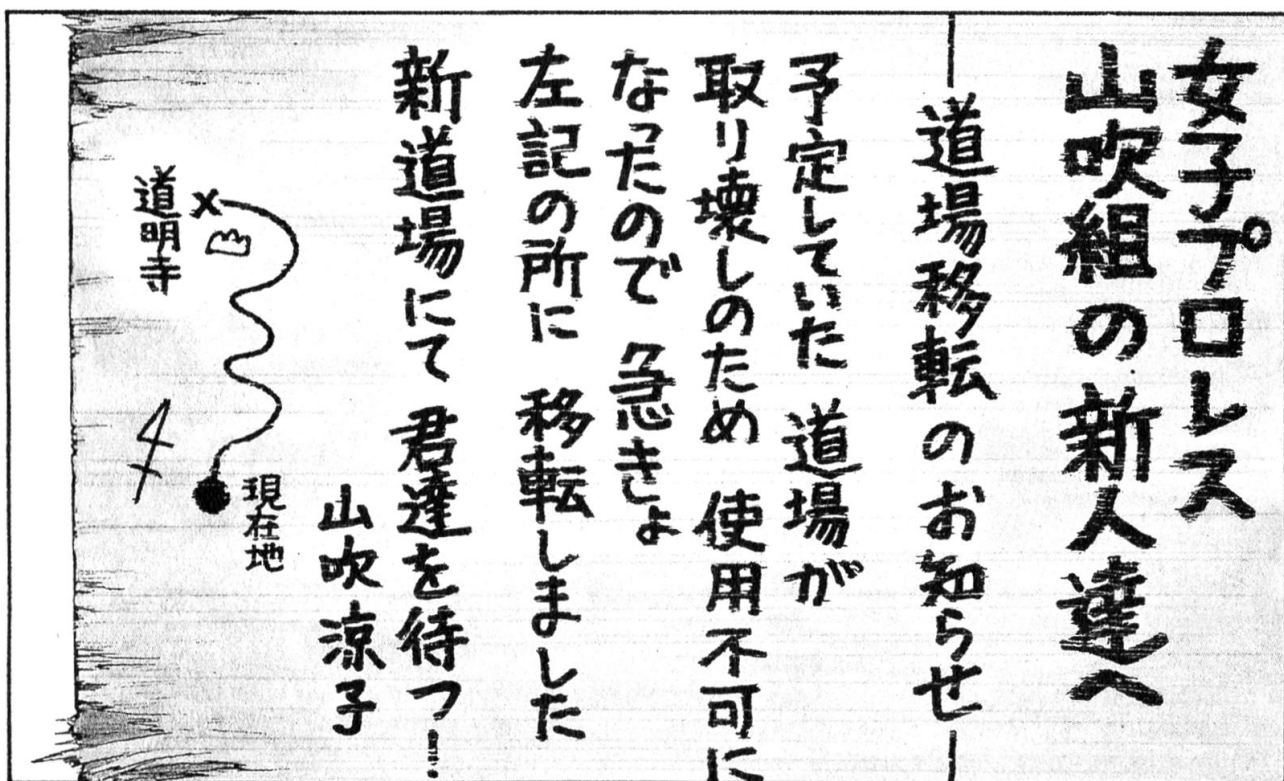 女子プロレス
山吹組の新人達へ
―道場移転のお知らせ―
予定していた 道場が
取り壊しのため 使用不可に
なったので 急きょ
左記の所に 移転しました
新道場にて 君達を待つ―
山吹涼子
現在地
道明寺